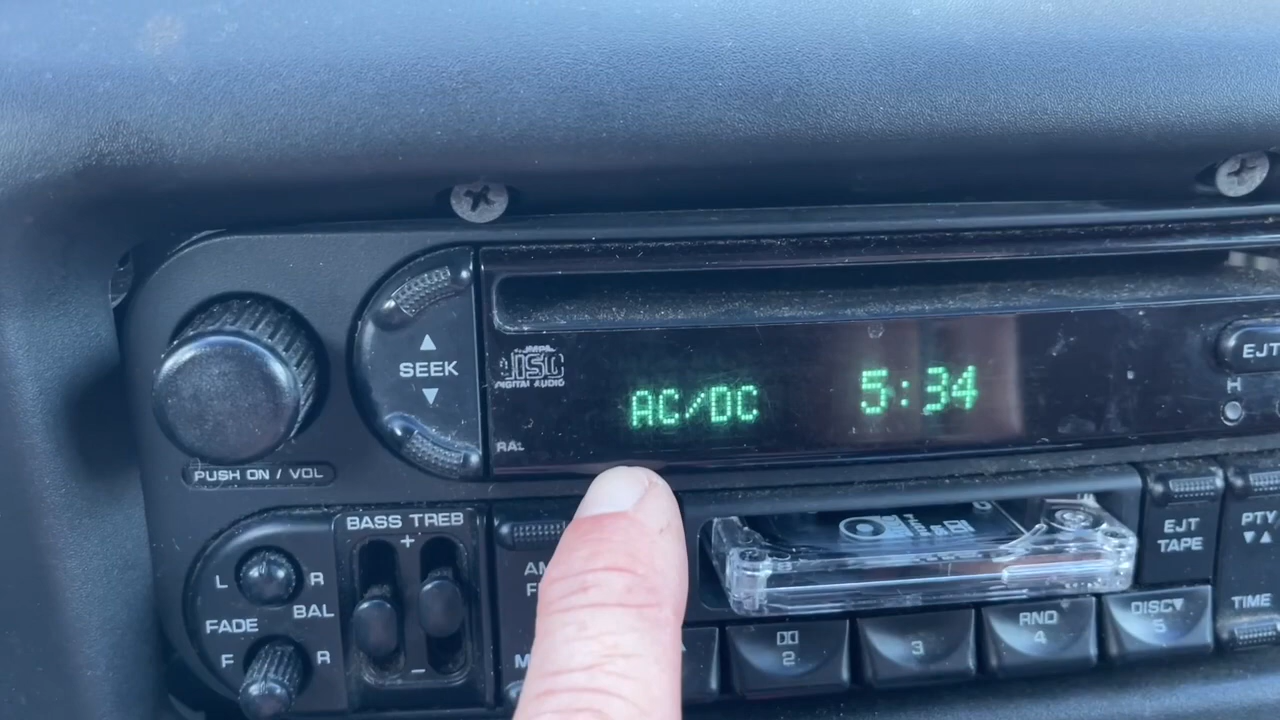 SEEK
PUSH ON / VOL
disc
DIGITAL AUDIO
RAL
AC/DC 5:34
EJT
H
BASS TREB
+
-
L R
BAL
FADE
F R
AM
EJT
TAPE
PTY
TIME
2
3
RND
4
DISC
5